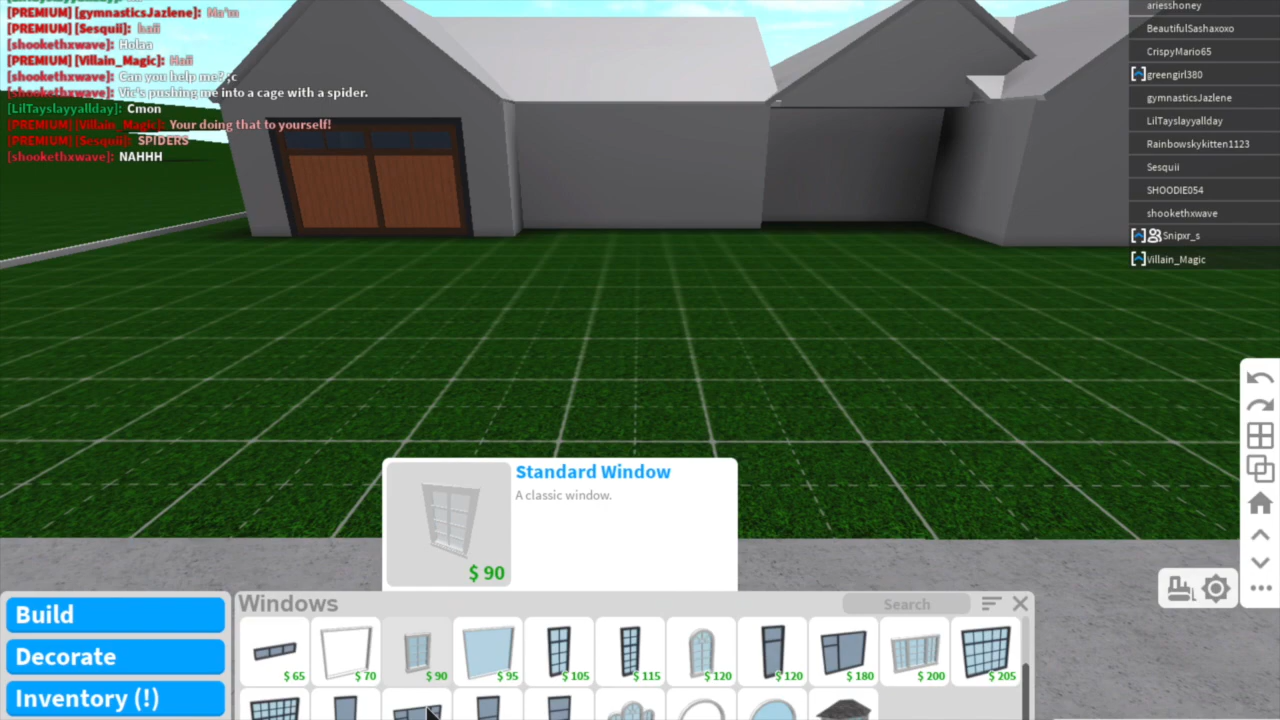 [PREMIUM] [gymnasticsJazlene]: Ma'm
[PREMIUM] [Sesquii]: haii
[shookethxwave]: Holaa
[PREMIUM] [Villain_Magic]: Haii
[shookethxwave]: Can you help me? ;c
[shookethxwave]: Vic's pushing me into a cage with a spider.
[LilTayslayyallday]: Cmon
[PREMIUM] [Villain_Magic]: Your doing that to yourself!
[PREMIUM] [Sesquii]: SPIDERS
[shookethxwave]: NAHHH
ariesshoney
BeautifulSashaxoxo
CrispyMario65
greengirl380
gymnasticsJazlene
LilTayslayyallday
Rainbowskykitten1123
Sesquii
SHOODIE054
shookethxwave
Snipxr_s
Villain_Magic
Standard Window
A classic window.
$ 90
Build
Decorate
Inventory (!)
Windows
Search
$ 65
$ 70
$ 90
$ 95
$ 105
$ 115
$ 120
$ 120
$ 180
$ 200
$ 205